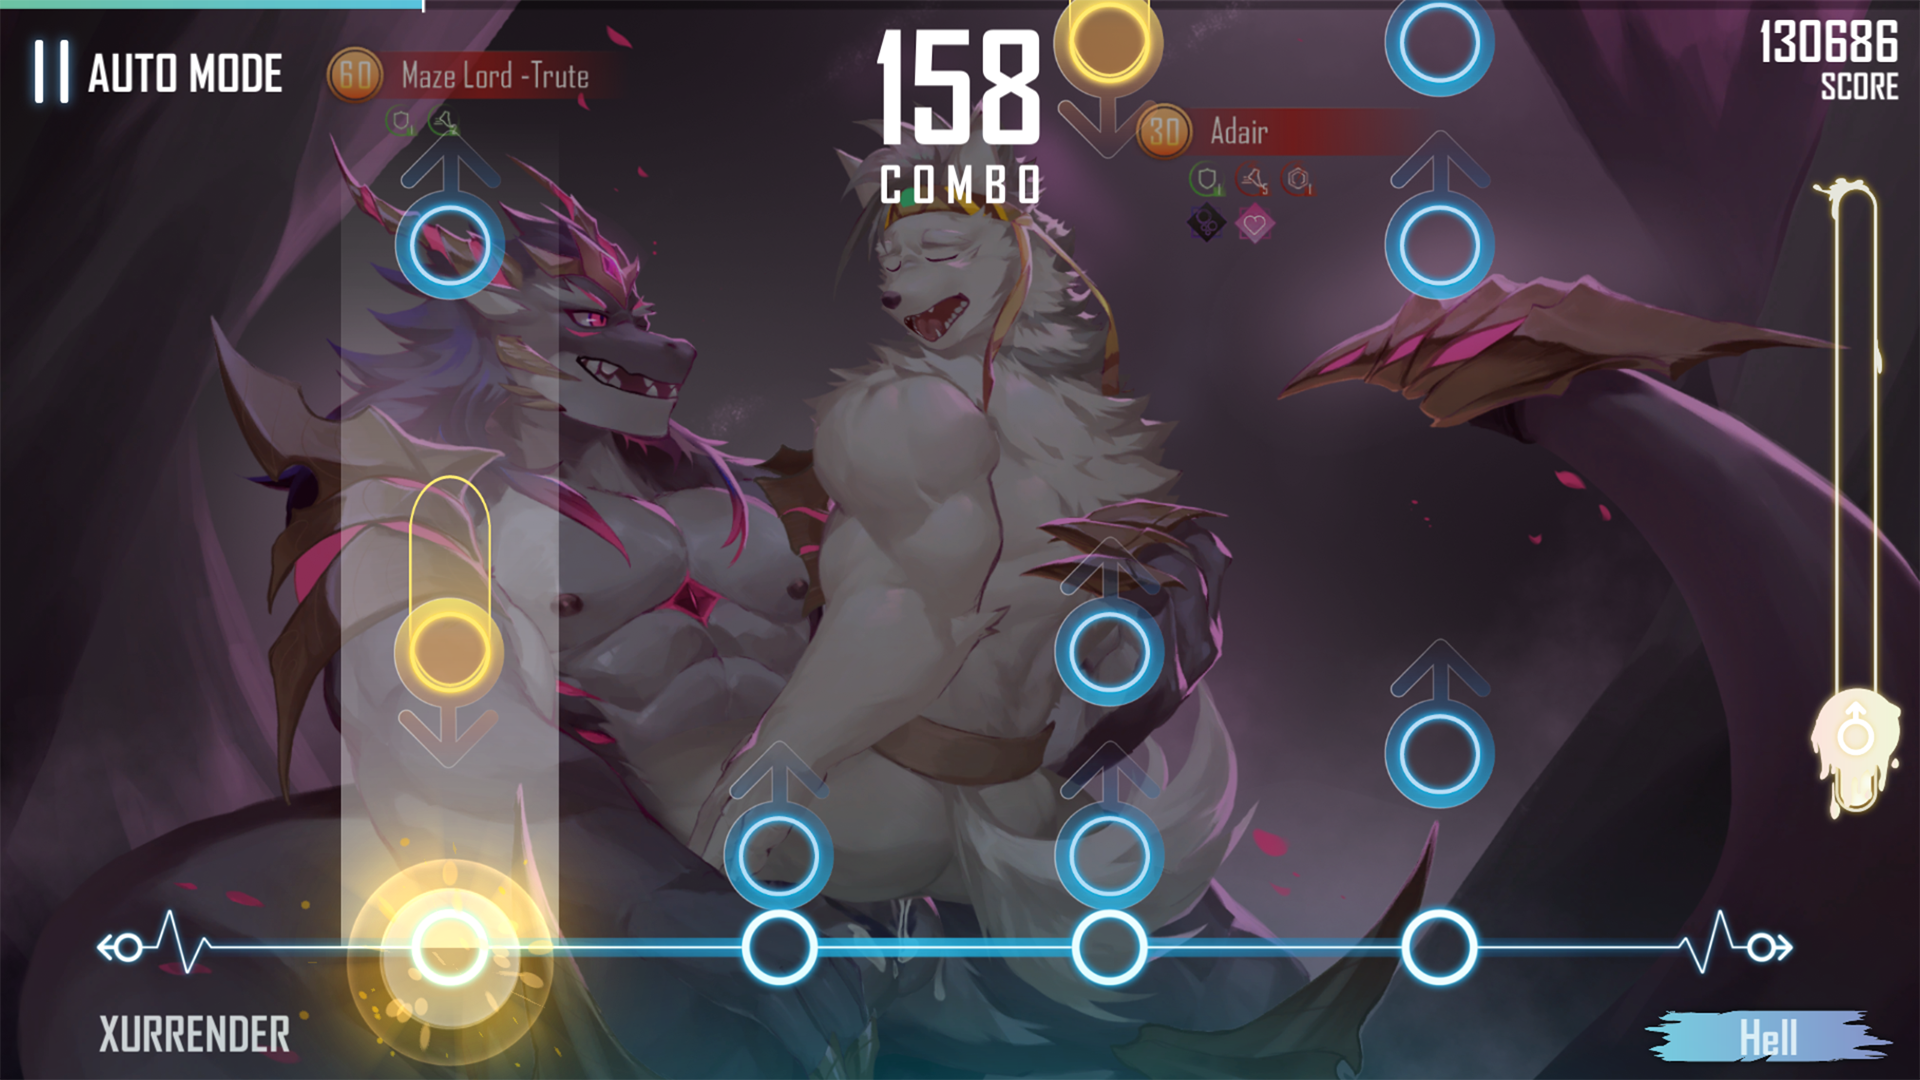 AUTO MODE
60 Maze Lord -Trute
158
COMBO
30 Adair
130686
SCORE
XURRENDER
Hell